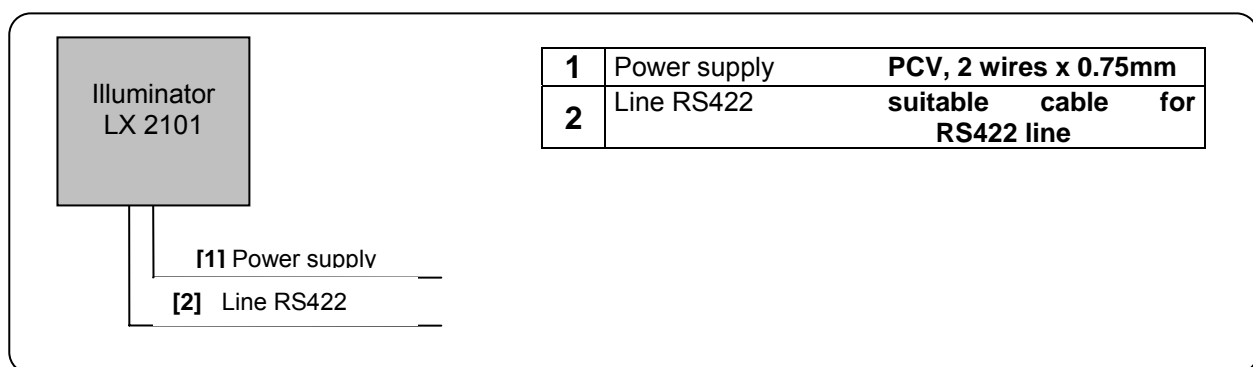 Illuminator
LX 2101
1 Power supply PCV, 2 wires x 0.75mm
2 Line RS422 suitable cable for
RS422 line
[1] Power supply
[2] Line RS422